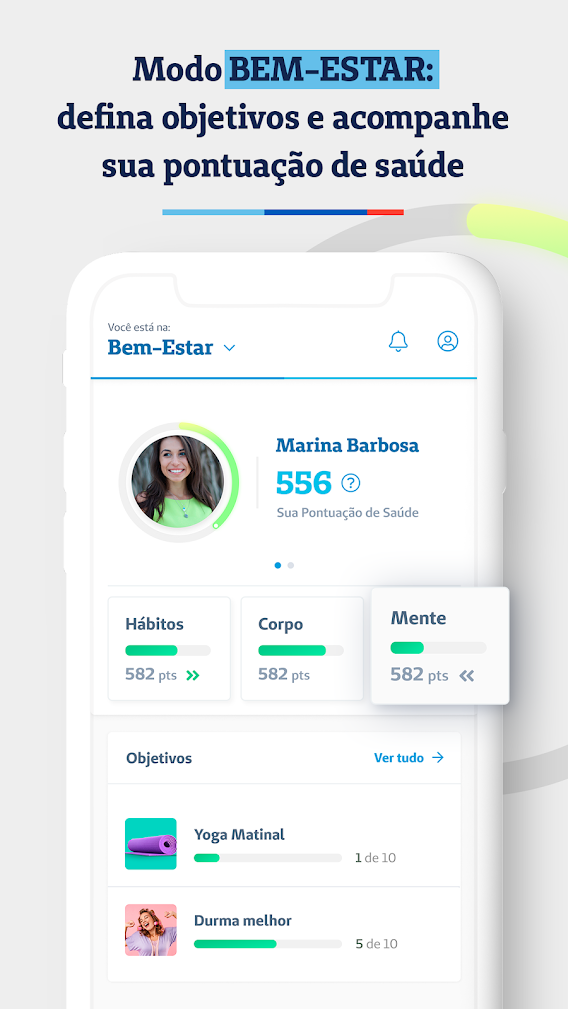 Modo BEM-ESTAR:
defina objetivos e acompanhe
sua pontuação de saúde
Você está na:
Bem-Estar
Marina Barbosa
556 ?
Sua Pontuação de Saúde
Hábitos
582 pts
Corpo
582 pts
Mente
582 pts
Objetivos
Ver tudo
Yoga Matinal
1 de 10
Durma melhor
5 de 10